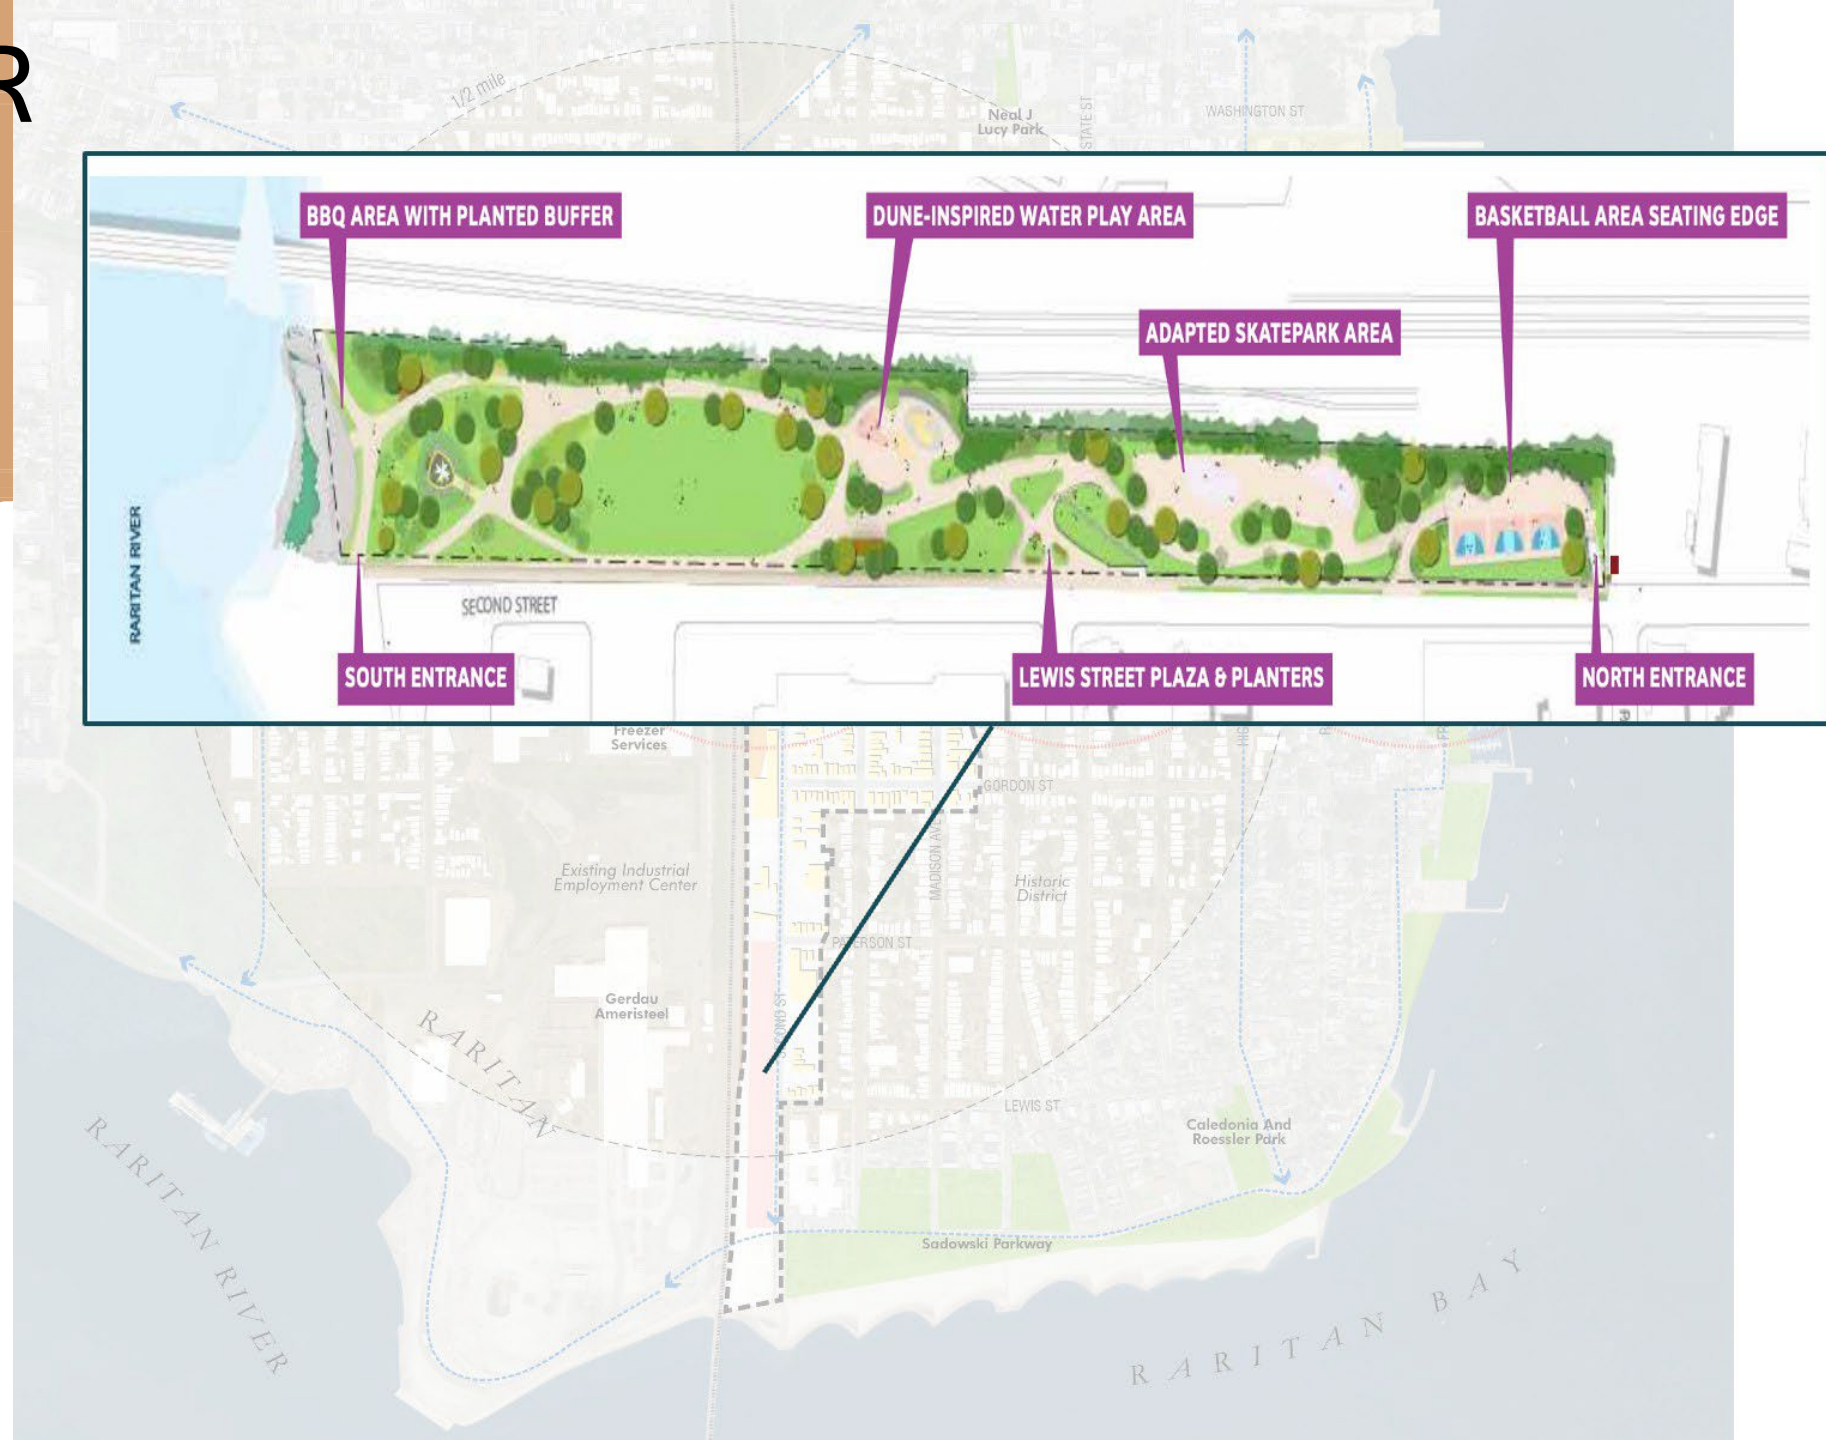 R
1/2 mile
Neal J
Lucy Park
STATE ST
WASHINGTON ST
BBQ AREA WITH PLANTED BUFFER
DUNE-INSPIRED WATER PLAY AREA
BASKETBALL AREA SEATING EDGE
ADAPTED SKATEPARK AREA
RARITAN RIVER
SECOND STREET
SOUTH ENTRANCE
LEWIS STREET PLAZA & PLANTERS
NORTH ENTRANCE
Freezer
Services
GORDON ST
MADISON AVE
Existing Industrial
Employment Center
Historic
District
PATERSON ST
Gerdau
Ameristeel
SECOND ST
RARITAN
LEWIS ST
Caledonia And
Roessler Park
RARITAN RIVER
Sadowski Parkway
RARITAN BAY